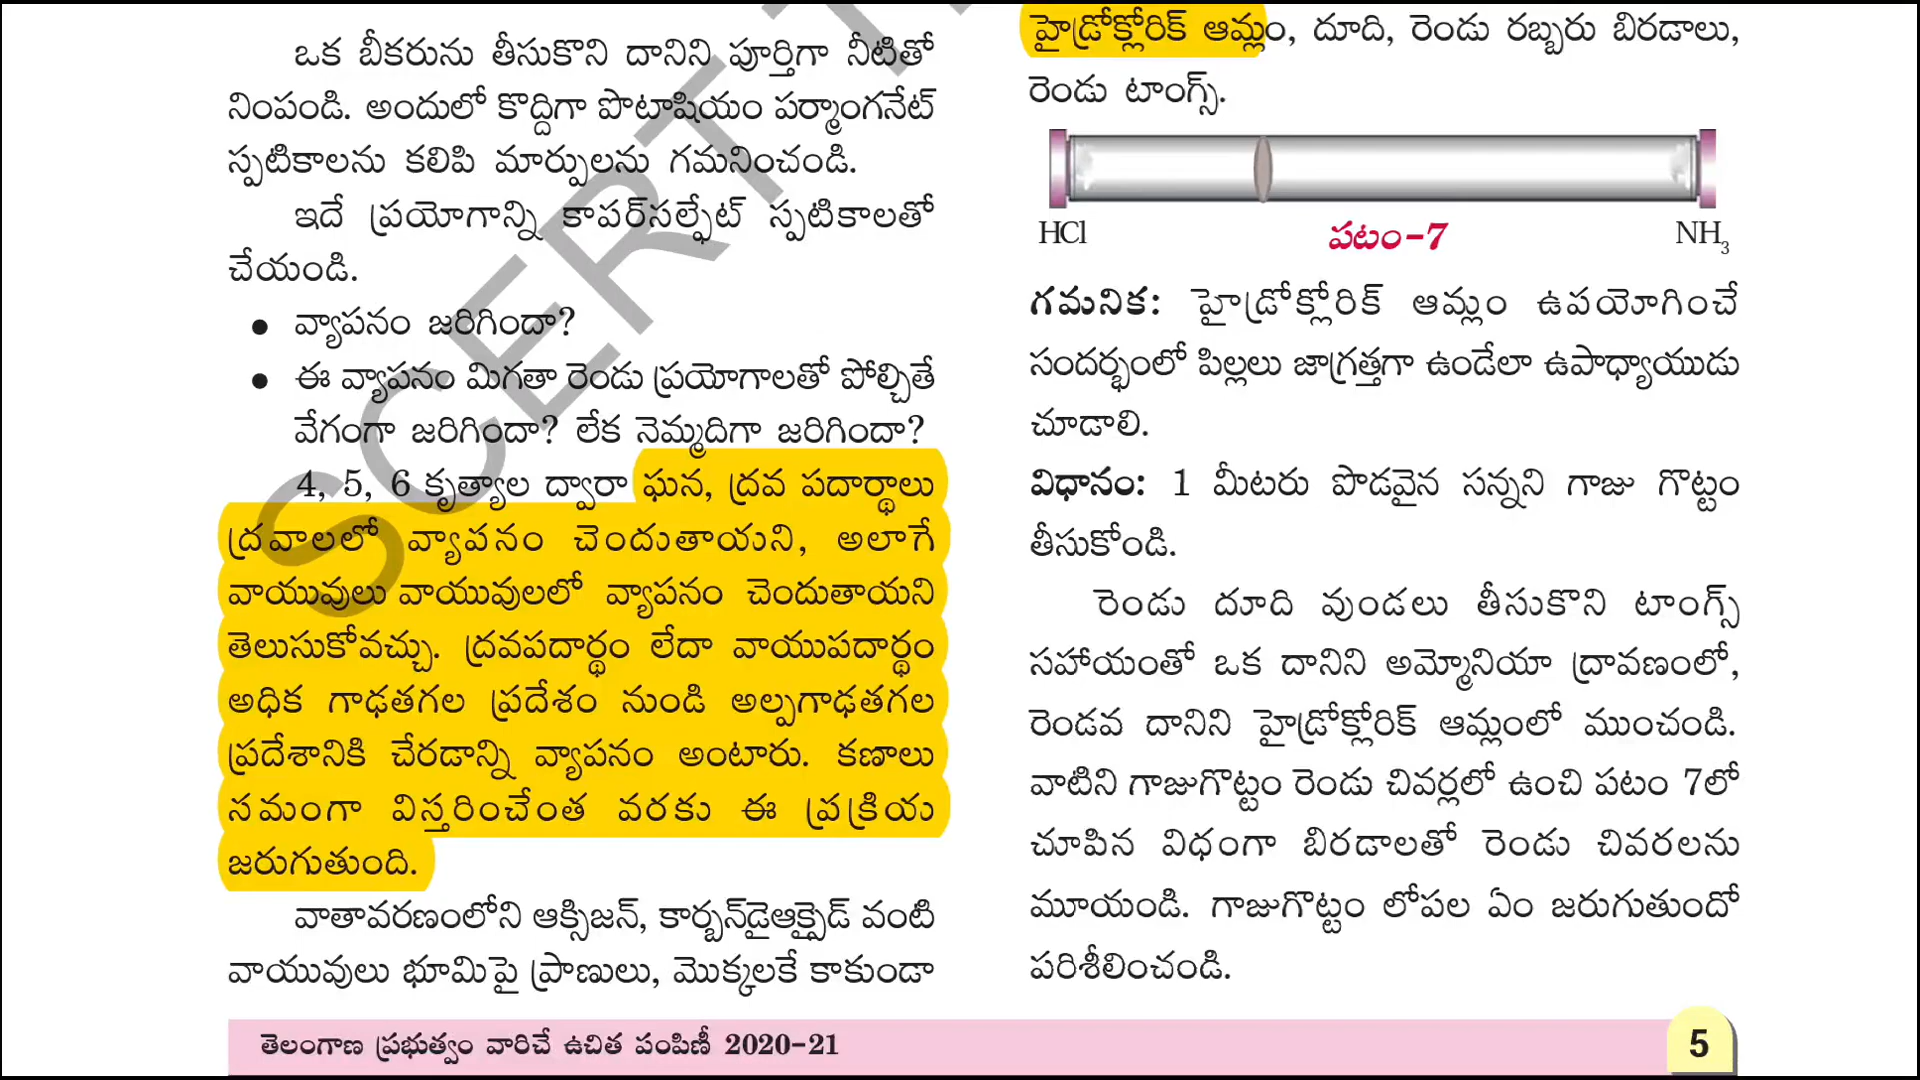 ఒక బీకరును తీసుకొని దానిని పూర్తిగా నీటితో
నింపండి. అందులో కొద్దిగా పొటాషియం పర్మాంగనేట్
స్పటికాలను కలిపి మార్పులను గమనించండి.
ఇదే ప్రయోగాన్ని కాపర్‌సల్ఫేట్ స్పటికాలతో
చేయండి.
• వ్యాపనం జరిగిందా?
• ఈ వ్యాపనం మిగతా రెండు ప్రయోగాలతో పోల్చితే
వేగంగా జరిగిందా? లేక నెమ్మదిగా జరిగిందా?
4, 5, 6 కృత్యాల ద్వారా ఘన, ద్రవ పదార్థాలు
ద్రవాలలో వ్యాపనం చెందుతాయని, అలాగే
వాయువులు వాయువులలో వ్యాపనం చెందుతాయని
తెలుసుకోవచ్చు. ద్రవపదార్థం లేదా వాయుపదార్థం
అధిక గాఢతగల ప్రదేశం నుండి అల్పగాఢతగల
ప్రదేశానికి చేరడాన్ని వ్యాపనం అంటారు. కణాలు
సమంగా విస్తరించేంత వరకు ఈ ప్రక్రియ
జరుగుతుంది.
వాతావరణంలోని ఆక్సిజన్, కార్బన్‌డైఆక్సైడ్ వంటి
వాయువులు భూమిపై ప్రాణులు, మొక్కలకే కాకుండా
హైడ్రోక్లోరిక్ ఆమ్లం, దూది, రెండు రబ్బరు బిరడాలు,
రెండు టాంగ్స్.
HCl పటం-7 NH3
గమనిక: హైడ్రోక్లోరిక్ ఆమ్లం ఉపయోగించే
సందర్భంలో పిల్లలు జాగ్రత్తగా ఉండేలా ఉపాధ్యాయుడు
చూడాలి.
విధానం: 1 మీటరు పొడవైన సన్నని గాజు గొట్టం
తీసుకోండి.
రెండు దూది వుండలు తీసుకొని టాంగ్స్
సహాయంతో ఒక దానిని అమ్మోనియా ద్రావణంలో,
రెండవ దానిని హైడ్రోక్లోరిక్ ఆమ్లంలో ముంచండి.
వాటిని గాజుగొట్టం రెండు చివర్లలో ఉంచి పటం 7లో
చూపిన విధంగా బిరడాలతో రెండు చివరలను
మూయండి. గాజుగొట్టం లోపల ఏం జరుగుతుందో
పరిశీలించండి.
తెలంగాణ ప్రభుత్వం వారిచే ఉచిత పంపిణీ 2020-21
5
SCERT